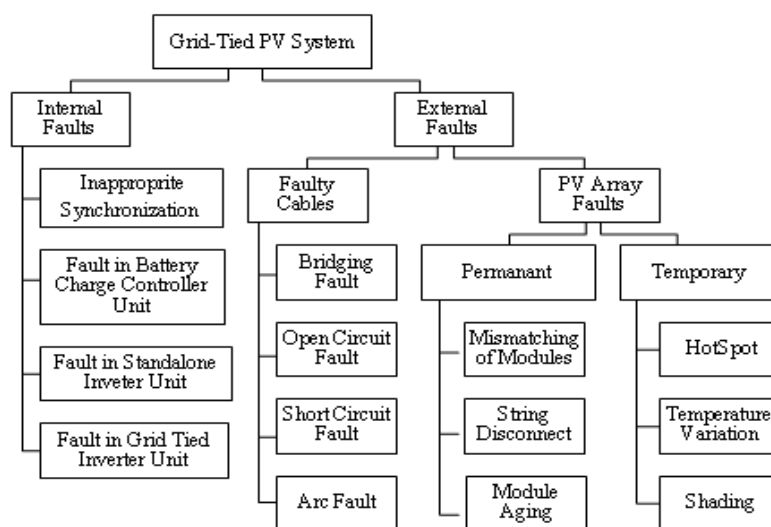 Grid-Tied PV System
Internal
Faults
External
Faults
Inapproprite
Synchronization
Fault in Battery
Charge Controller
Unit
Fault in Standalone
Inveter Unit
Fault in Grid Tied
Inverter Unit
Faulty
Cables
Bridging
Fault
Open Circuit
Fault
Short Circuit
Fault
Arc Fault
PV Array
Faults
Permanant
Mismatching
of Modules
String
Disconnect
Module
Aging
Temporary
HotSpot
Temperature
Variation
Shading